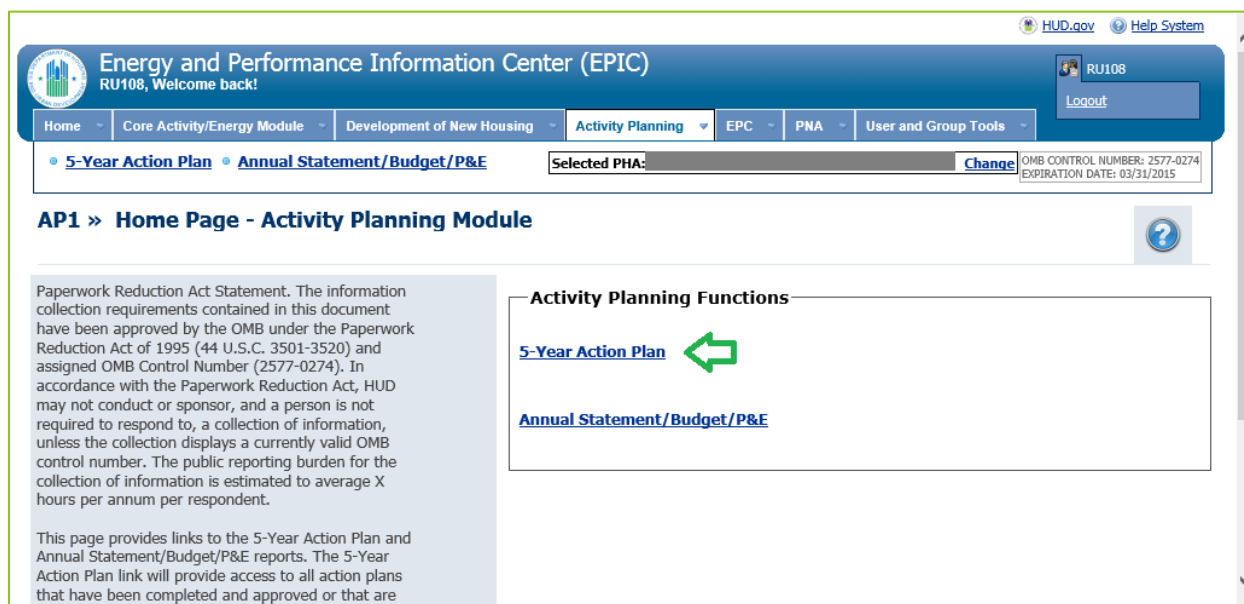 HUD.gov Help System
Energy and Performance Information Center (EPIC)
RU108, Welcome back!
RU108
Logout
Home Core Activity/Energy Module Development of New Housing Activity Planning EPC PNA User and Group Tools
5-Year Action Plan Annual Statement/Budget/P&E
Selected PHA: Change
OMB CONTROL NUMBER: 2577-0274
EXPIRATION DATE: 03/31/2015
AP1 » Home Page - Activity Planning Module
Paperwork Reduction Act Statement. The information
collection requirements contained in this document
have been approved by the OMB under the Paperwork
Reduction Act of 1995 (44 U.S.C. 3501-3520) and
assigned OMB Control Number (2577-0274). In
accordance with the Paperwork Reduction Act, HUD
may not conduct or sponsor, and a person is not
required to respond to, a collection of information,
unless the collection displays a currently valid OMB
control number. The public reporting burden for the
collection of information is estimated to average X
hours per annum per respondent.
This page provides links to the 5-Year Action Plan and
Annual Statement/Budget/P&E reports. The 5-Year
Action Plan link will provide access to all action plans
that have been completed and approved or that are
Activity Planning Functions
5-Year Action Plan
Annual Statement/Budget/P&E